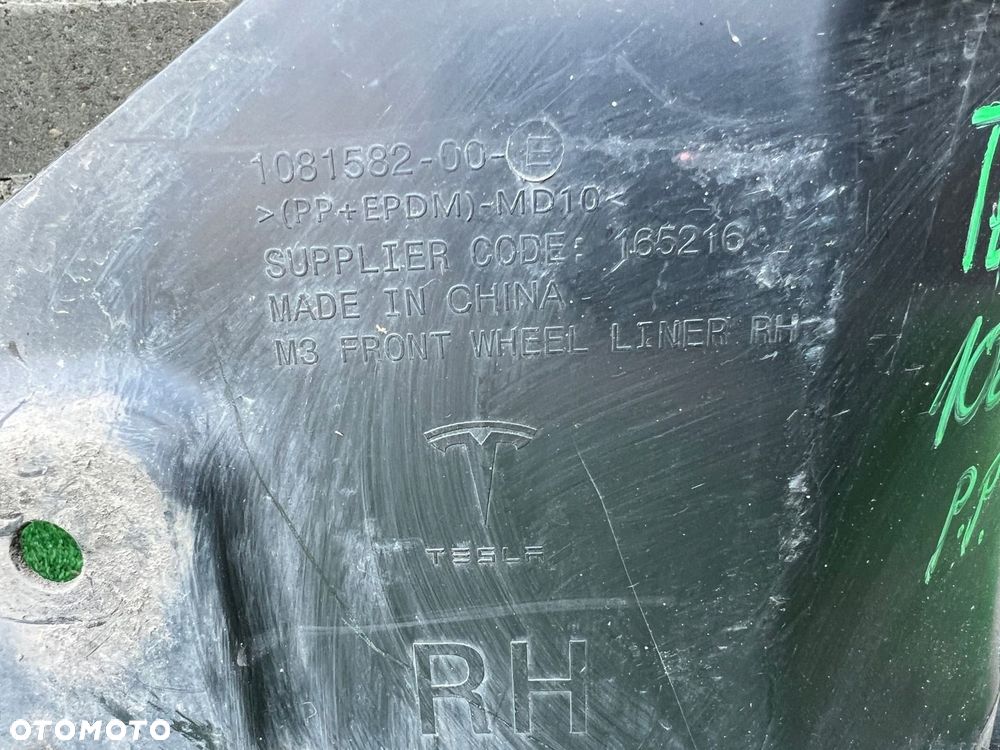 1081582-00-E
>(PP+EPDM)-MD10<
SUPPLIER CODE: 165216
MADE IN CHINA
M3 FRONT WHEEL LINER RH
TESLA
RH
P.P
OTOMOTO